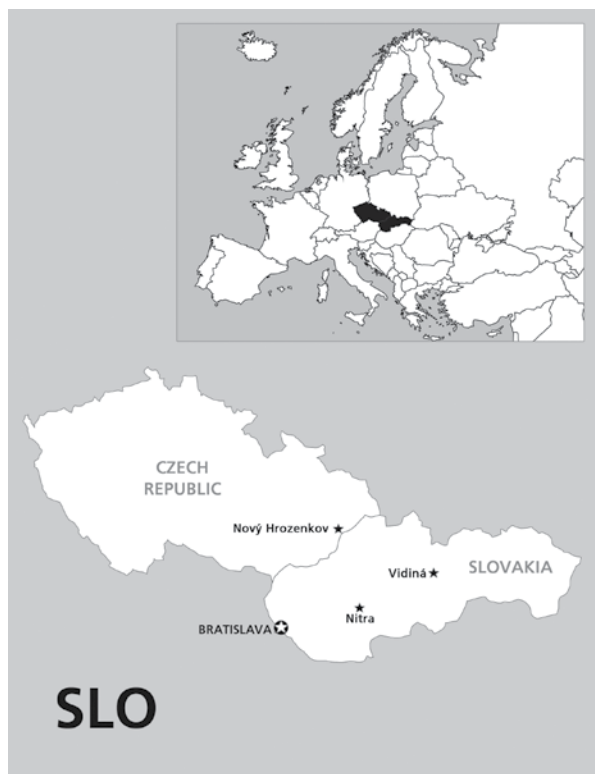 CZECH
REPUBLIC
Nový Hrozenkov
Vidiná
SLOVAKIA
Nitra
BRATISLAVA
SLO